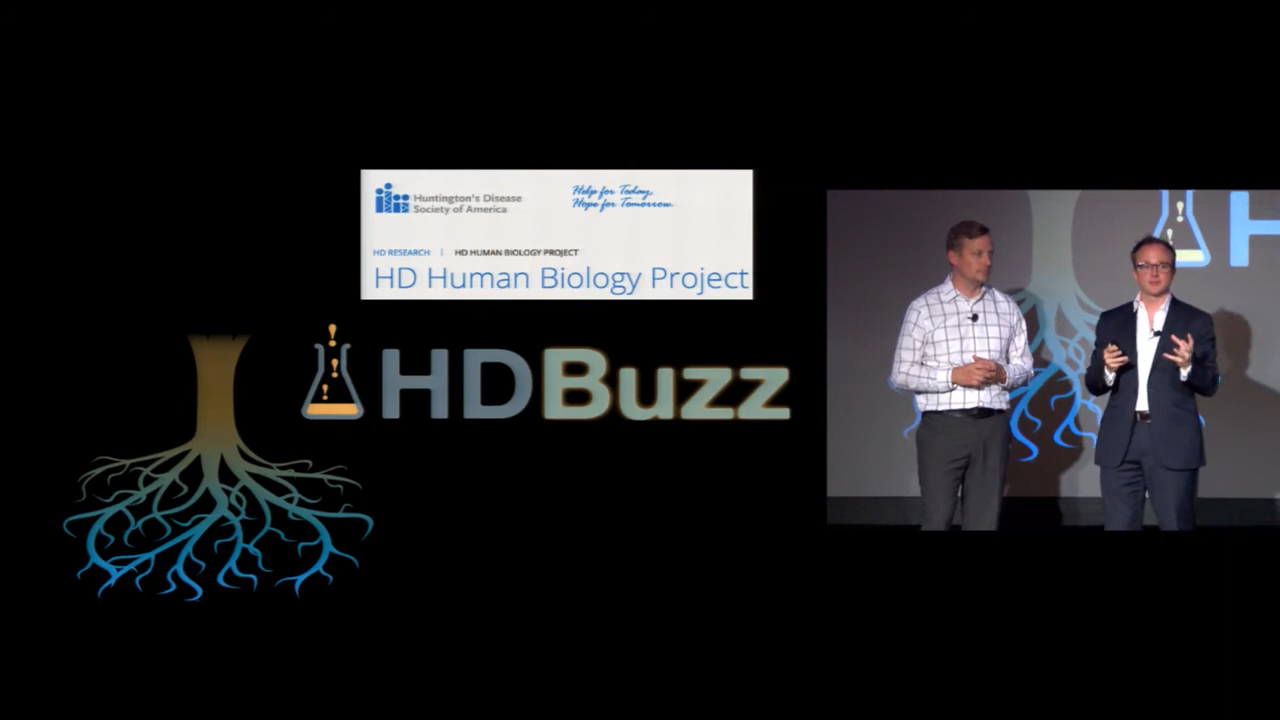 Huntington's Disease
Society of America
Help for Today,
Hope for Tomorrow.
HD RESEARCH | HD HUMAN BIOLOGY PROJECT
HD Human Biology Project
HDBuzz
H